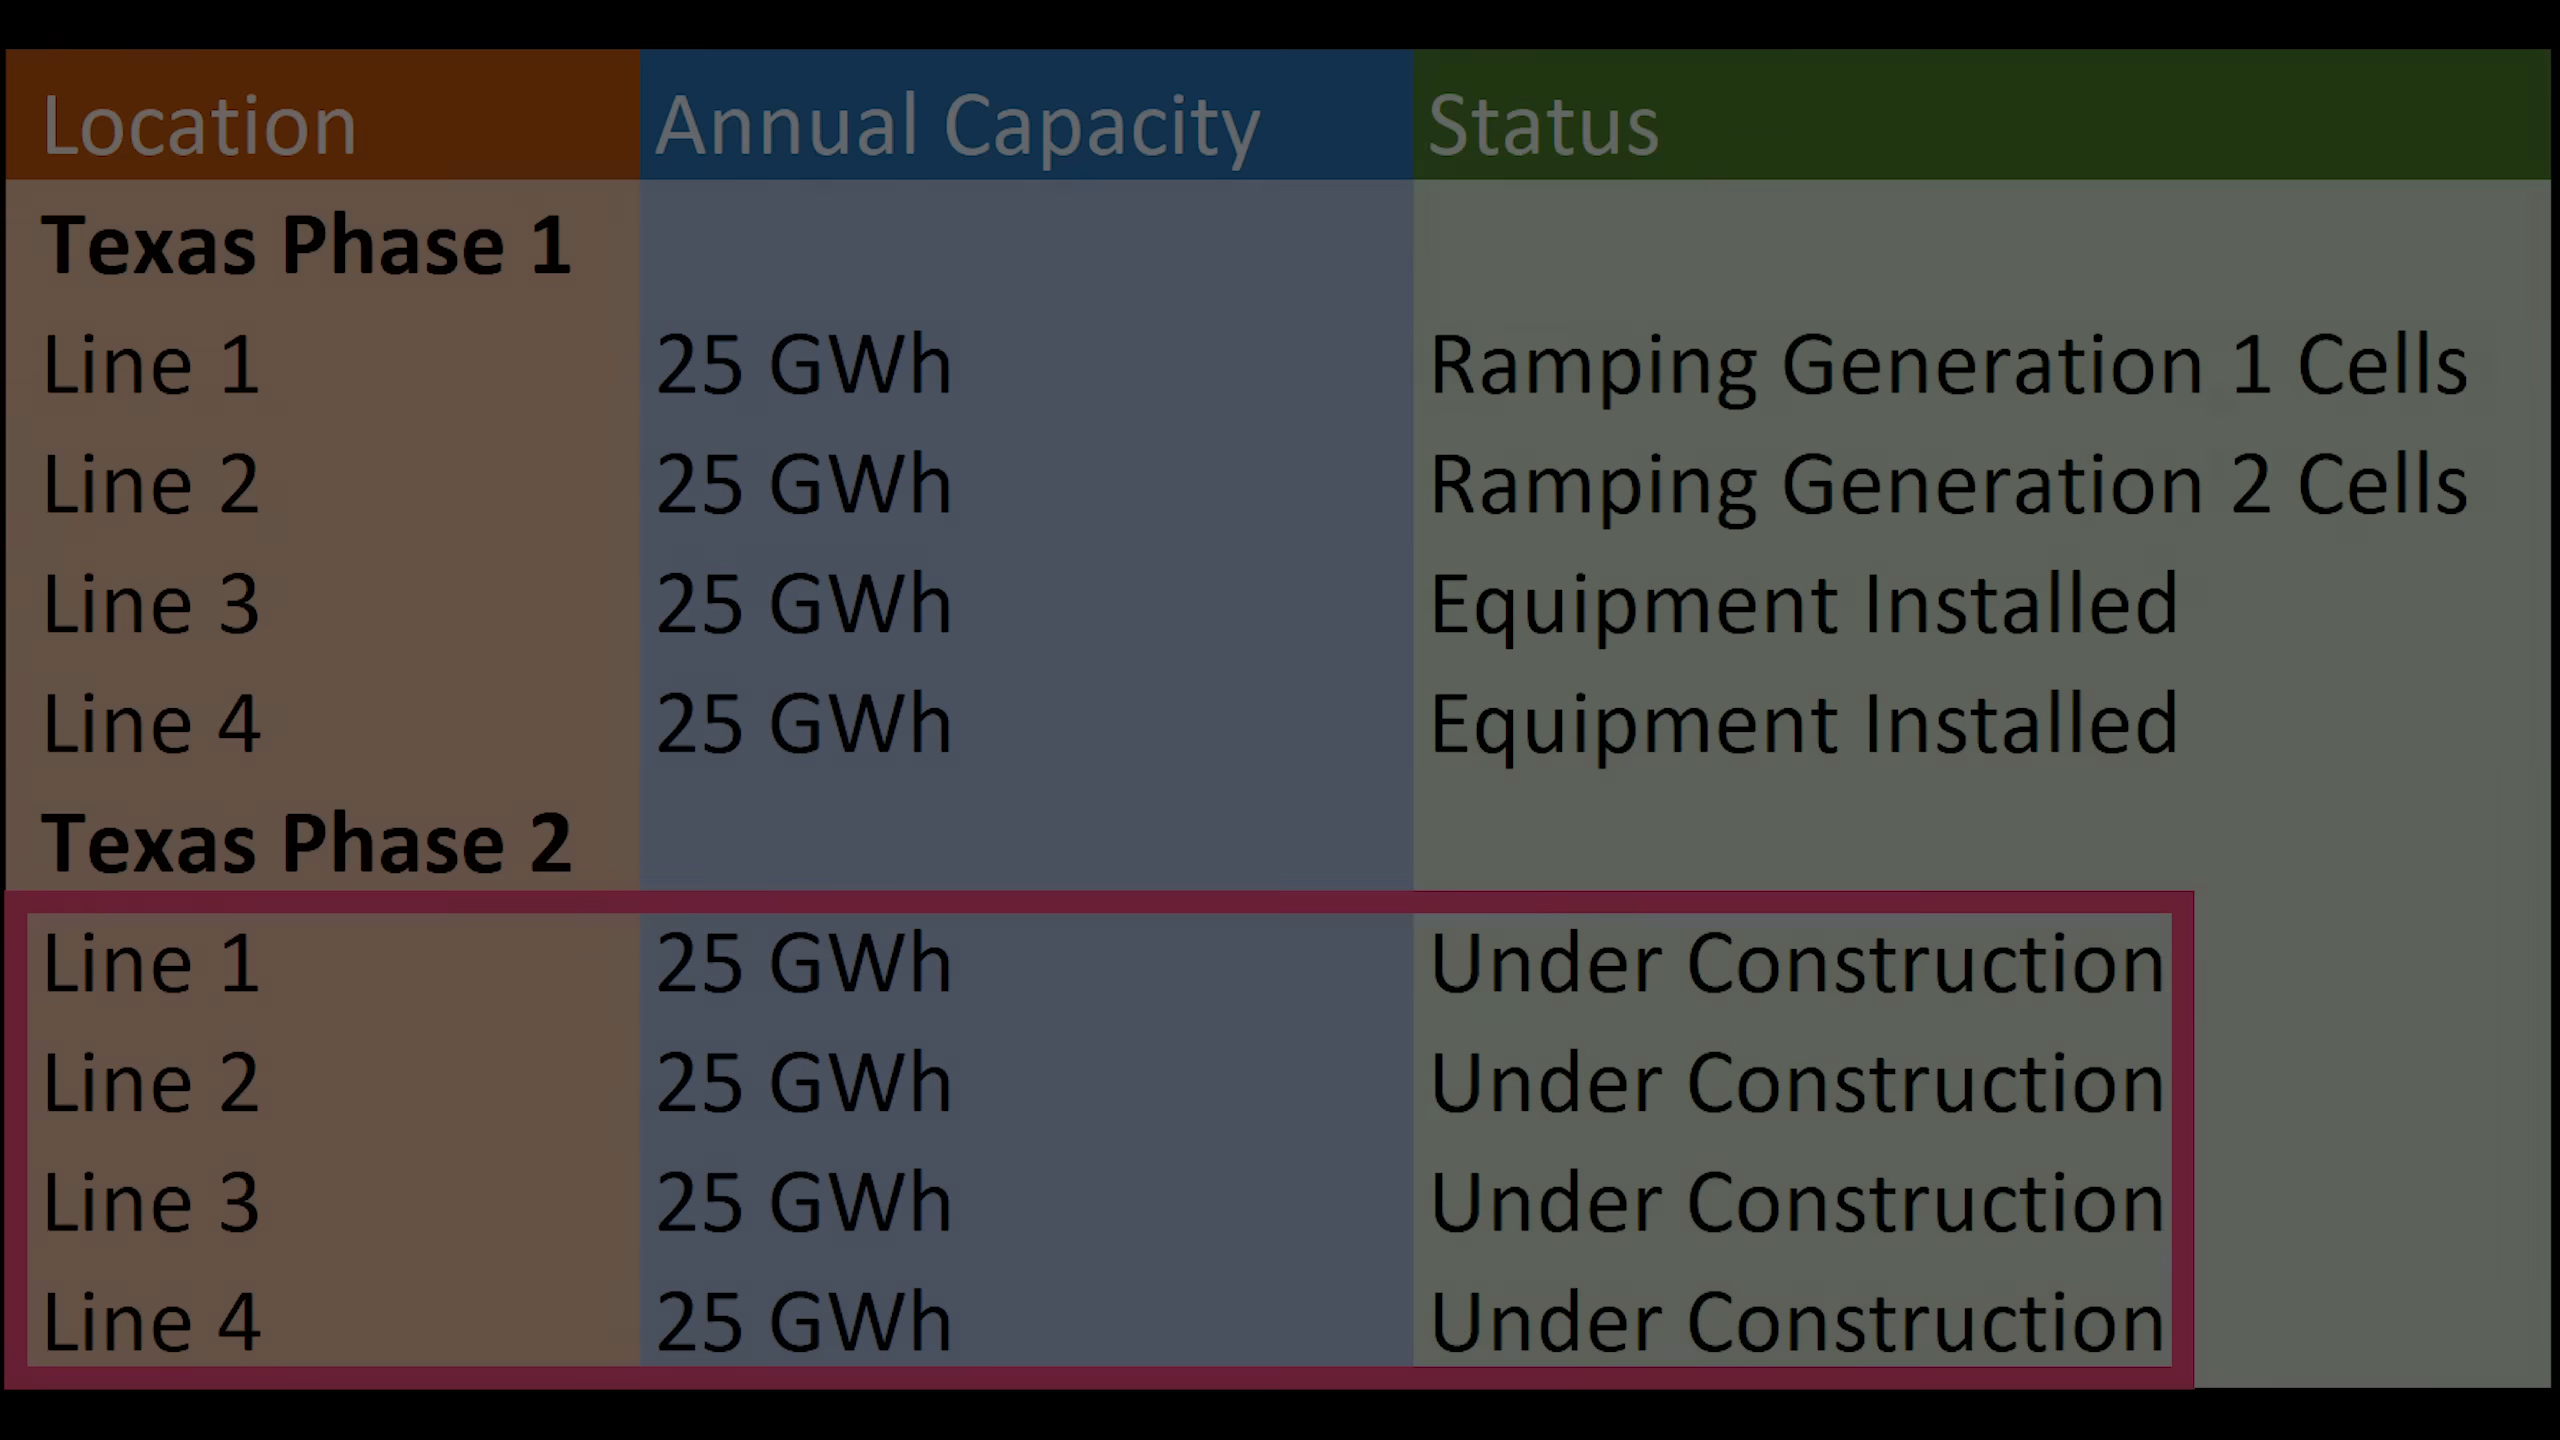 Location Annual Capacity Status
Texas Phase 1
Line 1 25 GWh Ramping Generation 1 Cells
Line 2 25 GWh Ramping Generation 2 Cells
Line 3 25 GWh Equipment Installed
Line 4 25 GWh Equipment Installed
Texas Phase 2
Line 1 25 GWh Under Construction
Line 2 25 GWh Under Construction
Line 3 25 GWh Under Construction
Line 4 25 GWh Under Construction